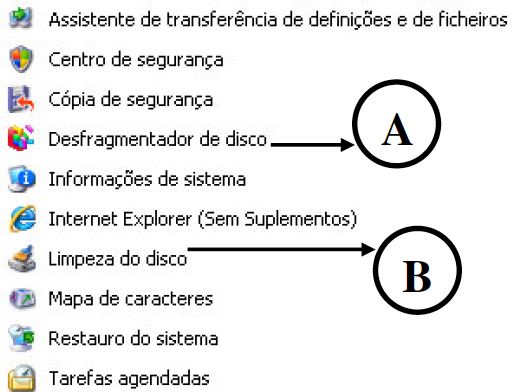 Assistente de transferência de definições e de ficheiros
Centro de segurança
Cópia de segurança
Desfragmentador de disco
A
Informações de sistema
Internet Explorer (Sem Suplementos)
Limpeza do disco
B
Mapa de caracteres
Restauro do sistema
Tarefas agendadas